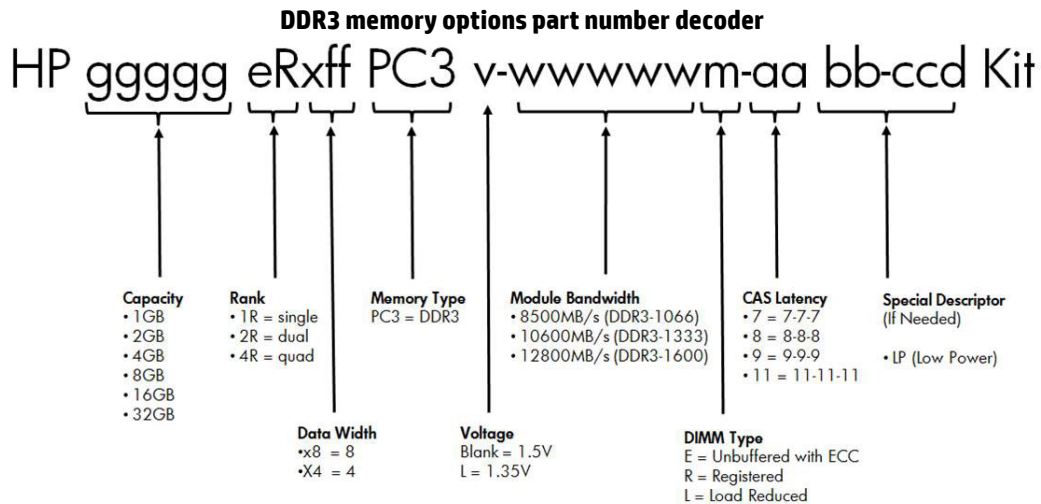 DDR3 memory options part number decoder
HP ggggg eRxff PC3 v-wwwwwm-aa bb-ccd Kit
Capacity
• 1GB
• 2GB
• 4GB
• 8GB
• 16GB
• 32GB
Rank
• 1R = single
• 2R = dual
• 4R = quad
Memory Type
PC3 = DDR3
Module Bandwidth
• 8500MB/s (DDR3-1066)
• 10600MB/s (DDR3-1333)
• 12800MB/s (DDR3-1600)
CAS Latency
• 7 = 7-7-7
• 8 = 8-8-8
• 9 = 9-9-9
• 11 = 11-11-11
Special Descriptor
(If Needed)
• LP (Low Power)
Data Width
•x8 = 8
•X4 = 4
Voltage
Blank = 1.5V
L = 1.35V
DIMM Type
E = Unbuffered with ECC
R = Registered
L = Load Reduced